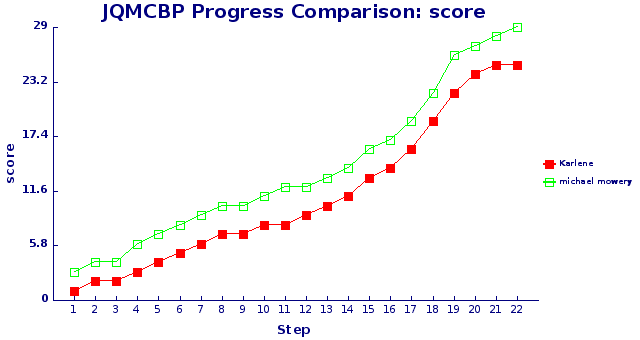 JQMCBP Progress Comparison: score
29
23.2
17.4
11.6
5.8
0
score
1 2 3 4 5 6 7 8 9 10 11 12 13 14 15 16 17 18 19 20 21 22
Step
Karlene
michael mowery